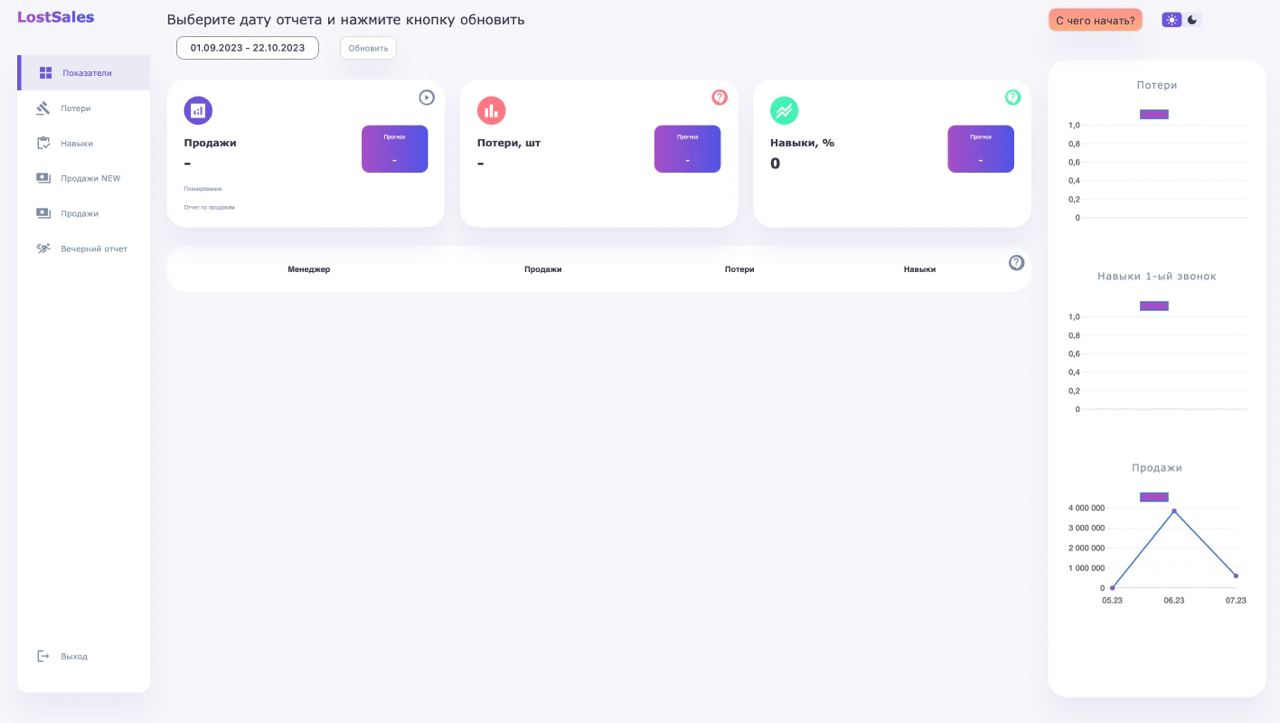 LostSales
Показатели
Потери
Навыки
Продажи NEW
Продажи
Вечерний отчет
Выход
Выберите дату отчета и нажмите кнопку обновить
01.09.2023 - 22.10.2023
Обновить
Продажи
-
Прогноз
-
Планирование
Отчет по продажам
Потери, шт
-
Прогноз
-
Навыки, %
0
Прогноз
-
Менеджер Продажи Потери Навыки
С чего начать?
Потери
1,0
0,8
0,6
0,4
0,2
0
Навыки 1-ый звонок
1,0
0,8
0,6
0,4
0,2
0
Продажи
4 000 000
3 000 000
2 000 000
1 000 000
0
05.23 06.23 07.23